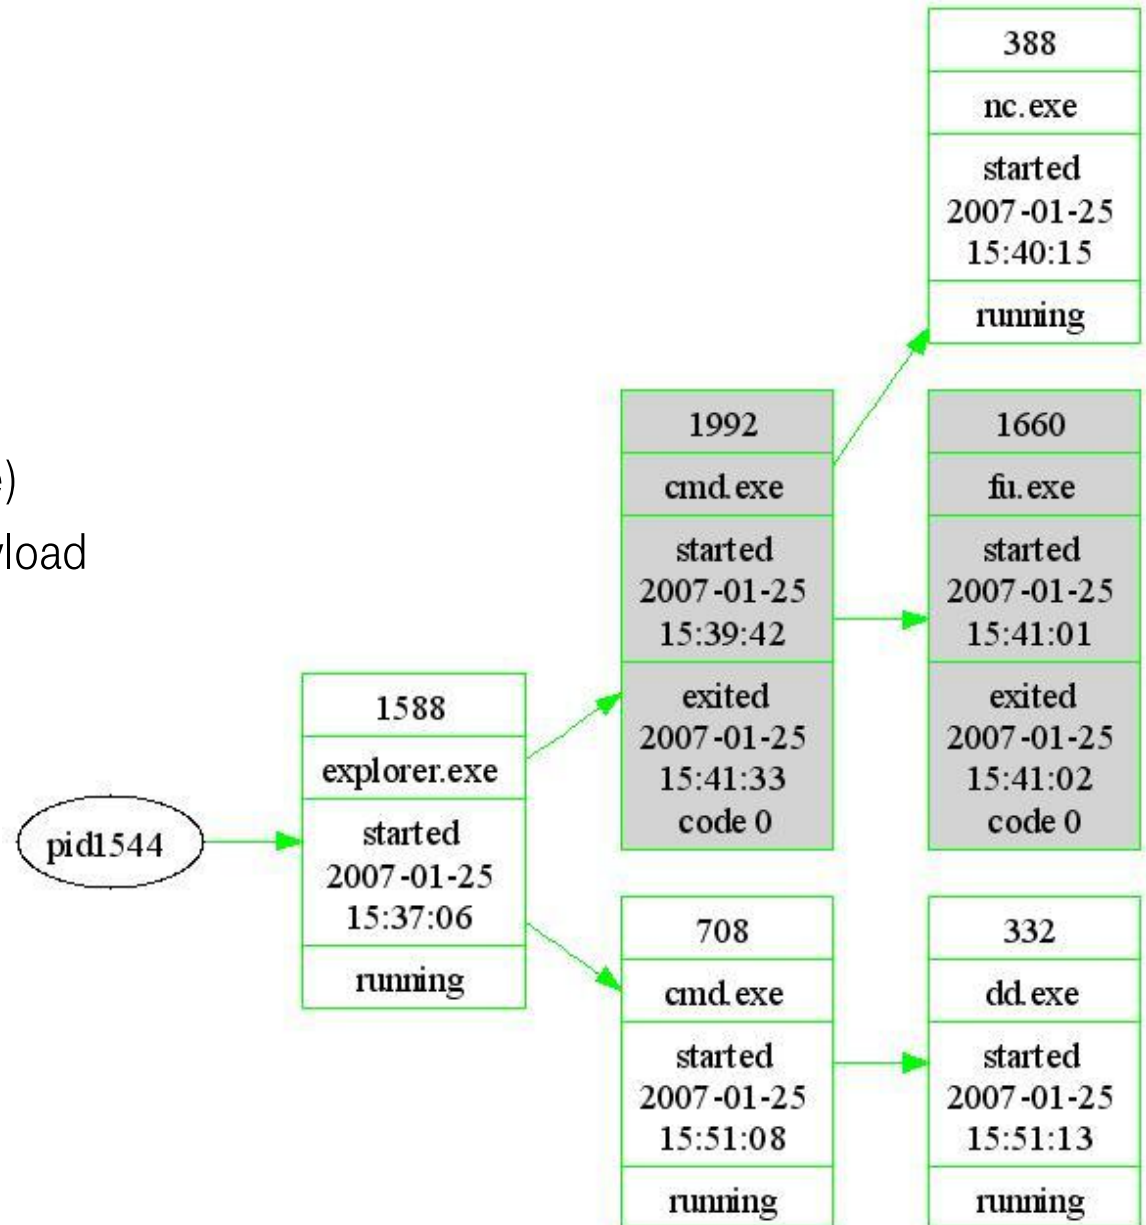 e)
yload
pid1544
1588
explorer.exe
started
2007-01-25
15:37:06
running
1992
cmd.exe
started
2007-01-25
15:39:42
exited
2007-01-25
15:41:33
code 0
388
nc.exe
started
2007-01-25
15:40:15
running
1660
fu.exe
started
2007-01-25
15:41:01
exited
2007-01-25
15:41:02
code 0
708
cmd.exe
started
2007-01-25
15:51:08
running
332
dd.exe
started
2007-01-25
15:51:13
running